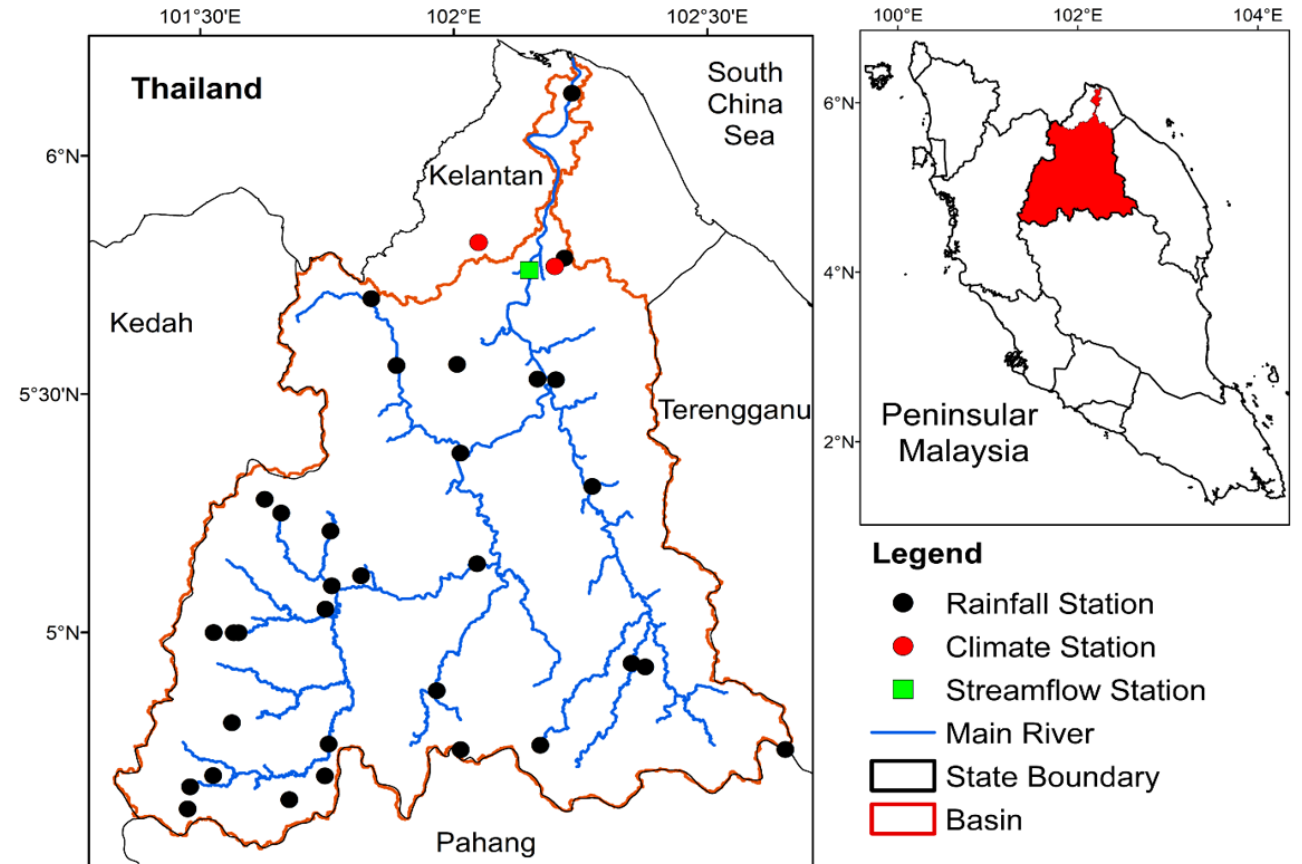 101°30'E
102°E
102°30'E
100°E
102°E
104°E
Thailand
South
China
Sea
6°N
6°N
Kelantan
Kedah
4°N
5°30'N
Terengganu
Peninsular
Malaysia
2°N
5°N
Pahang
Legend
Rainfall Station
Climate Station
Streamflow Station
Main River
State Boundary
Basin